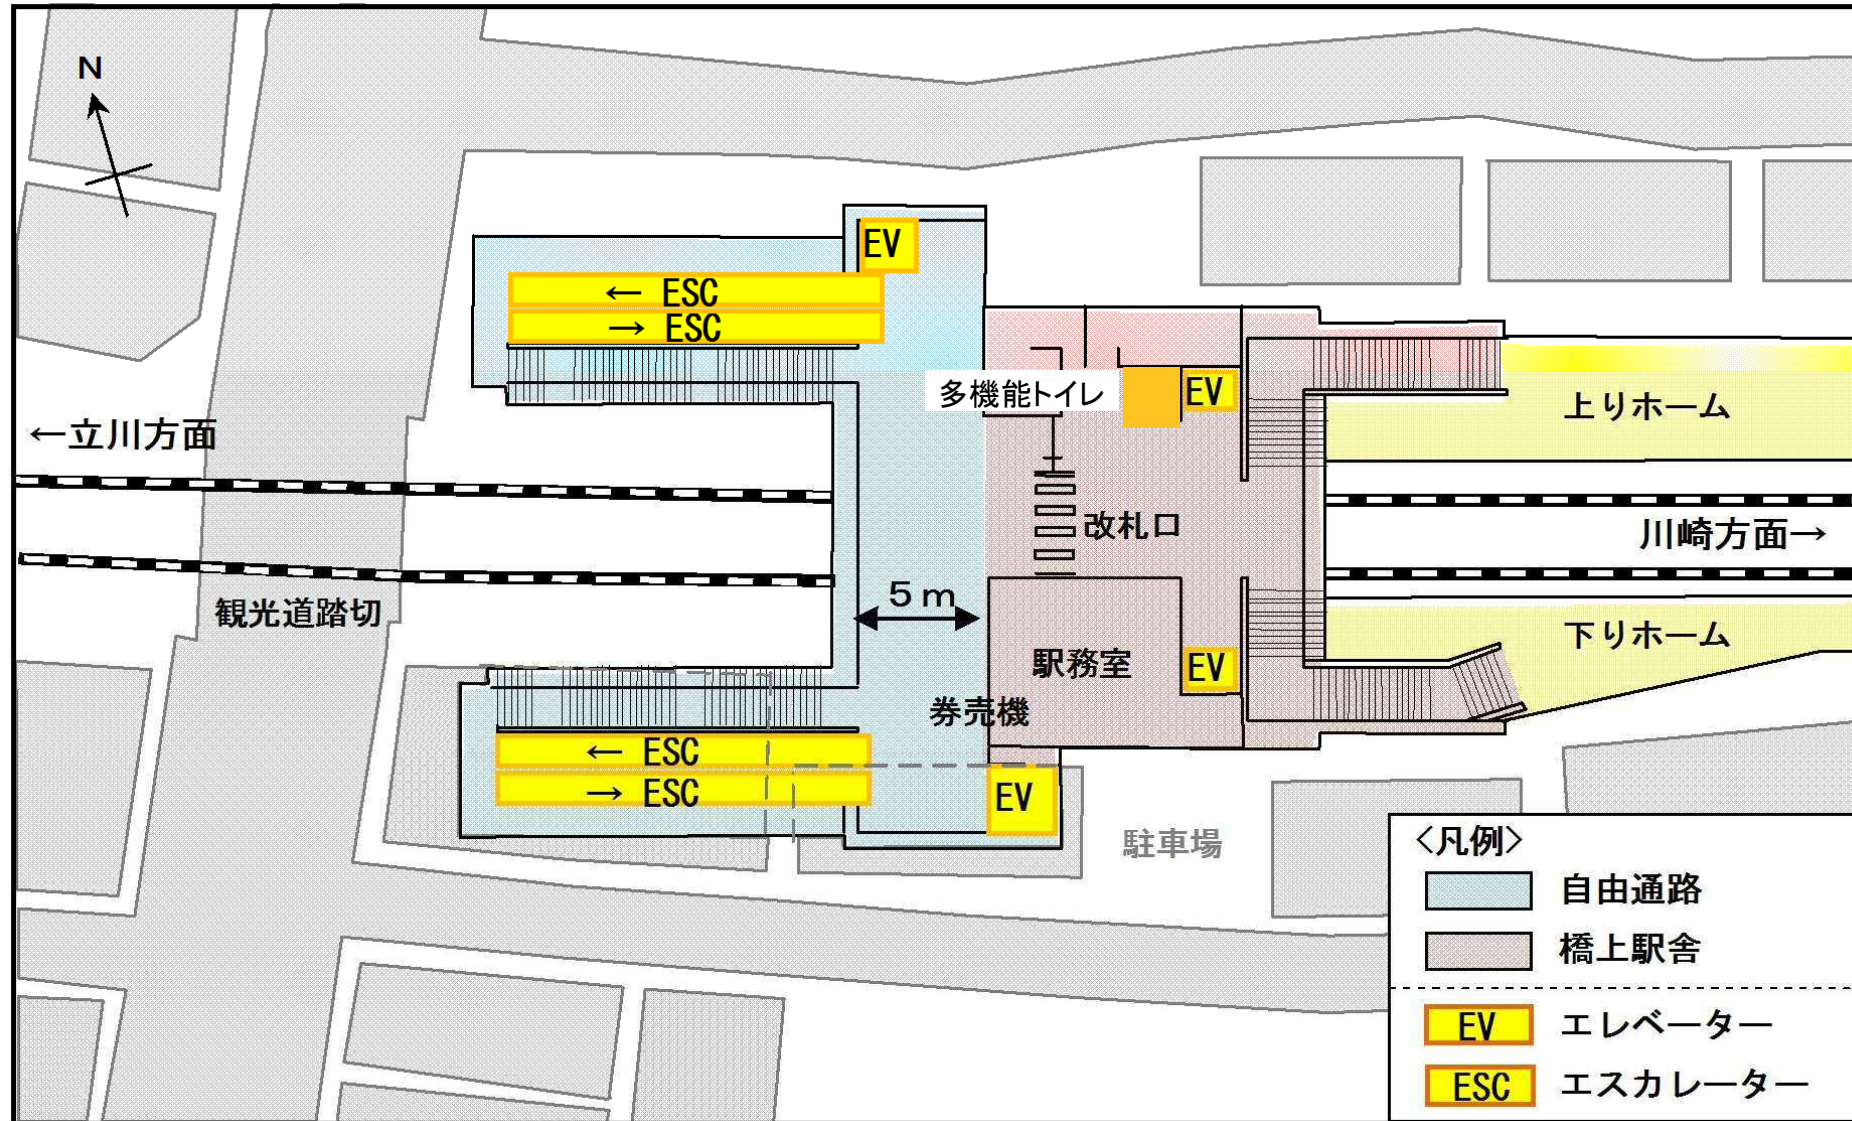 N
EV
← ESC
→ ESC
多機能トイレ
EV
上りホーム
←立川方面
改札口
川崎方面→
観光道踏切
5m
下りホーム
駅務室
EV
券売機
← ESC
→ ESC
EV
駐車場
<凡例>
自由通路
橋上駅舎
EV エレベーター
ESC エスカレーター